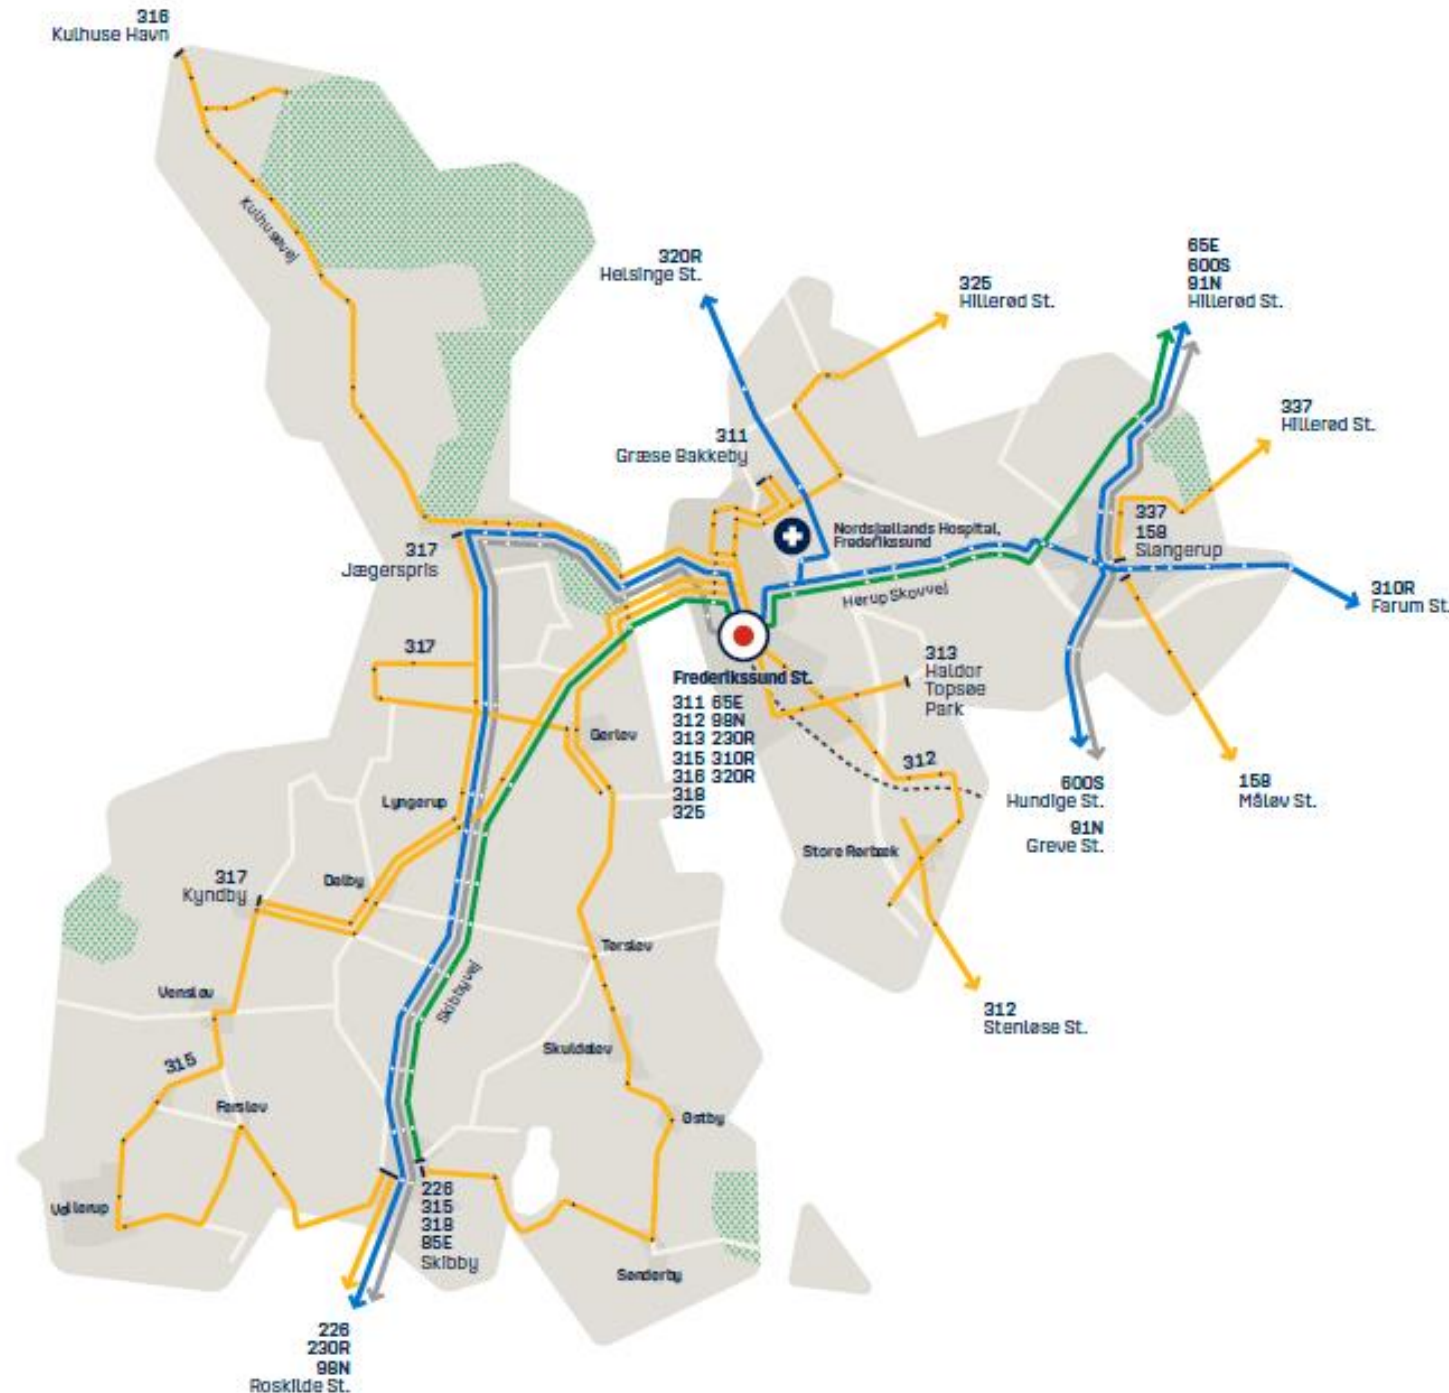 316
Kulhuse Havn
Kulhusevej
320R
Helsinge St.
325
Hillerød St.
65E
600S
91N
Hillerød St.
337
Hillerød St.
311
Græse Bakkeby
Nordsjællands Hospital,
Frederikssund
337
158
Slangerup
317
Jægerspris
310R
Farum St.
Hørup Skovvej
317
313
Haldor
Topsøe
Park
Frederikssund St.
311 65E
312 98N
313 230R
315 310R
316 320R
318
325
Gerlev
312
Lyngerup
600S
Hundige St.
91N
Greve St.
158
Måløv St.
Store Rørbæk
317
Kyndby
Dalby
Tørslev
Skibbyvej
Venslev
312
Stenløse St.
Skuldelev
315
Ferslev
Østby
Vellerup
226
315
318
65E
Skibby
Sønderby
226
230R
98N
Roskilde St.